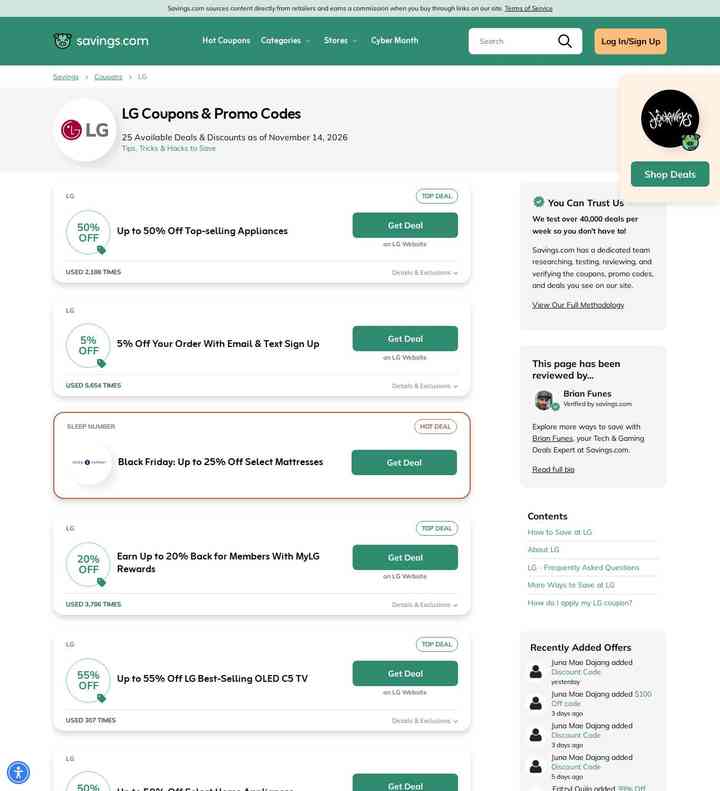 Savings.com sources content directly from retailers and earns a commission when you buy through links on our site. Terms of Service
savings.com
Hot Coupons
Categories
Stores
Cyber Month
Search
Log In/Sign Up
Savings > Coupons > LG
LG
LG Coupons & Promo Codes
25 Available Deals & Discounts as of November 14, 2026
Tips, Tricks & Hacks to Save
JOURNEYS
Shop Deals
LG
TOP DEAL
50%
OFF
Up to 50% Off Top-selling Appliances
Get Deal
on LG Website
USED 2,188 TIMES
Details & Exclusions
LG
5%
OFF
5% Off Your Order With Email & Text Sign Up
Get Deal
on LG Website
USED 5,654 TIMES
Details & Exclusions
SLEEP NUMBER
HOT DEAL
Black Friday: Up to 25% Off Select Mattresses
Get Deal
LG
TOP DEAL
20%
OFF
Earn Up to 20% Back for Members With MyLG
Rewards
Get Deal
on LG Website
USED 3,786 TIMES
Details & Exclusions
LG
TOP DEAL
55%
OFF
Up to 55% Off LG Best-Selling OLED C5 TV
Get Deal
on LG Website
USED 307 TIMES
Details & Exclusions
LG
50%
Up to 50% Off Select Home Appliances
Get Deal
You Can Trust Us
We test over 40,000 deals per
week so you don't have to!
Savings.com has a dedicated team
researching, testing, reviewing, and
verifying the coupons, promo codes,
and deals you see on our site.
View Our Full Methodology
This page has been
reviewed by...
Brian Funes
Verified by savings.com
Explore more ways to save with
Brian Funes, your Tech & Gaming
Deals Expert at Savings.com.
Read full bio
Contents
How to Save at LG
About LG
LG - Frequently Asked Questions
More Ways to Save at LG
How do I apply my LG coupon?
Recently Added Offers
Juna Mae Dajang added
Discount Code
yesterday
Juna Mae Dajang added $100
Off code
3 days ago
Juna Mae Dajang added
Discount Code
3 days ago
Juna Mae Dajang added
Discount Code
5 days ago